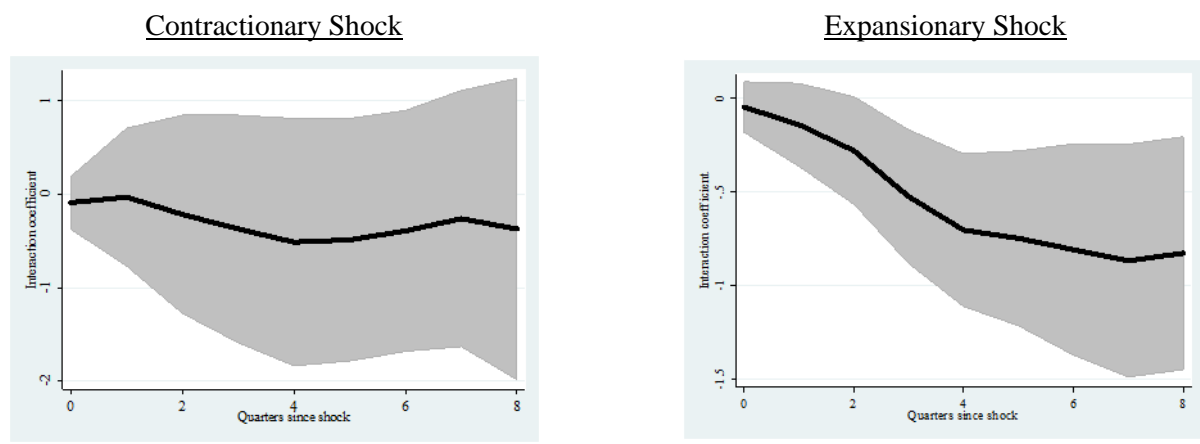 Contractionary Shock
Interaction coefficient
1
0
-1
-2
0 2 4 6 8
Quarters since shock
Expansionary Shock
Interaction coefficient
0
-.5
-1
-1.5
0 2 4 6 8
Quarters since shock